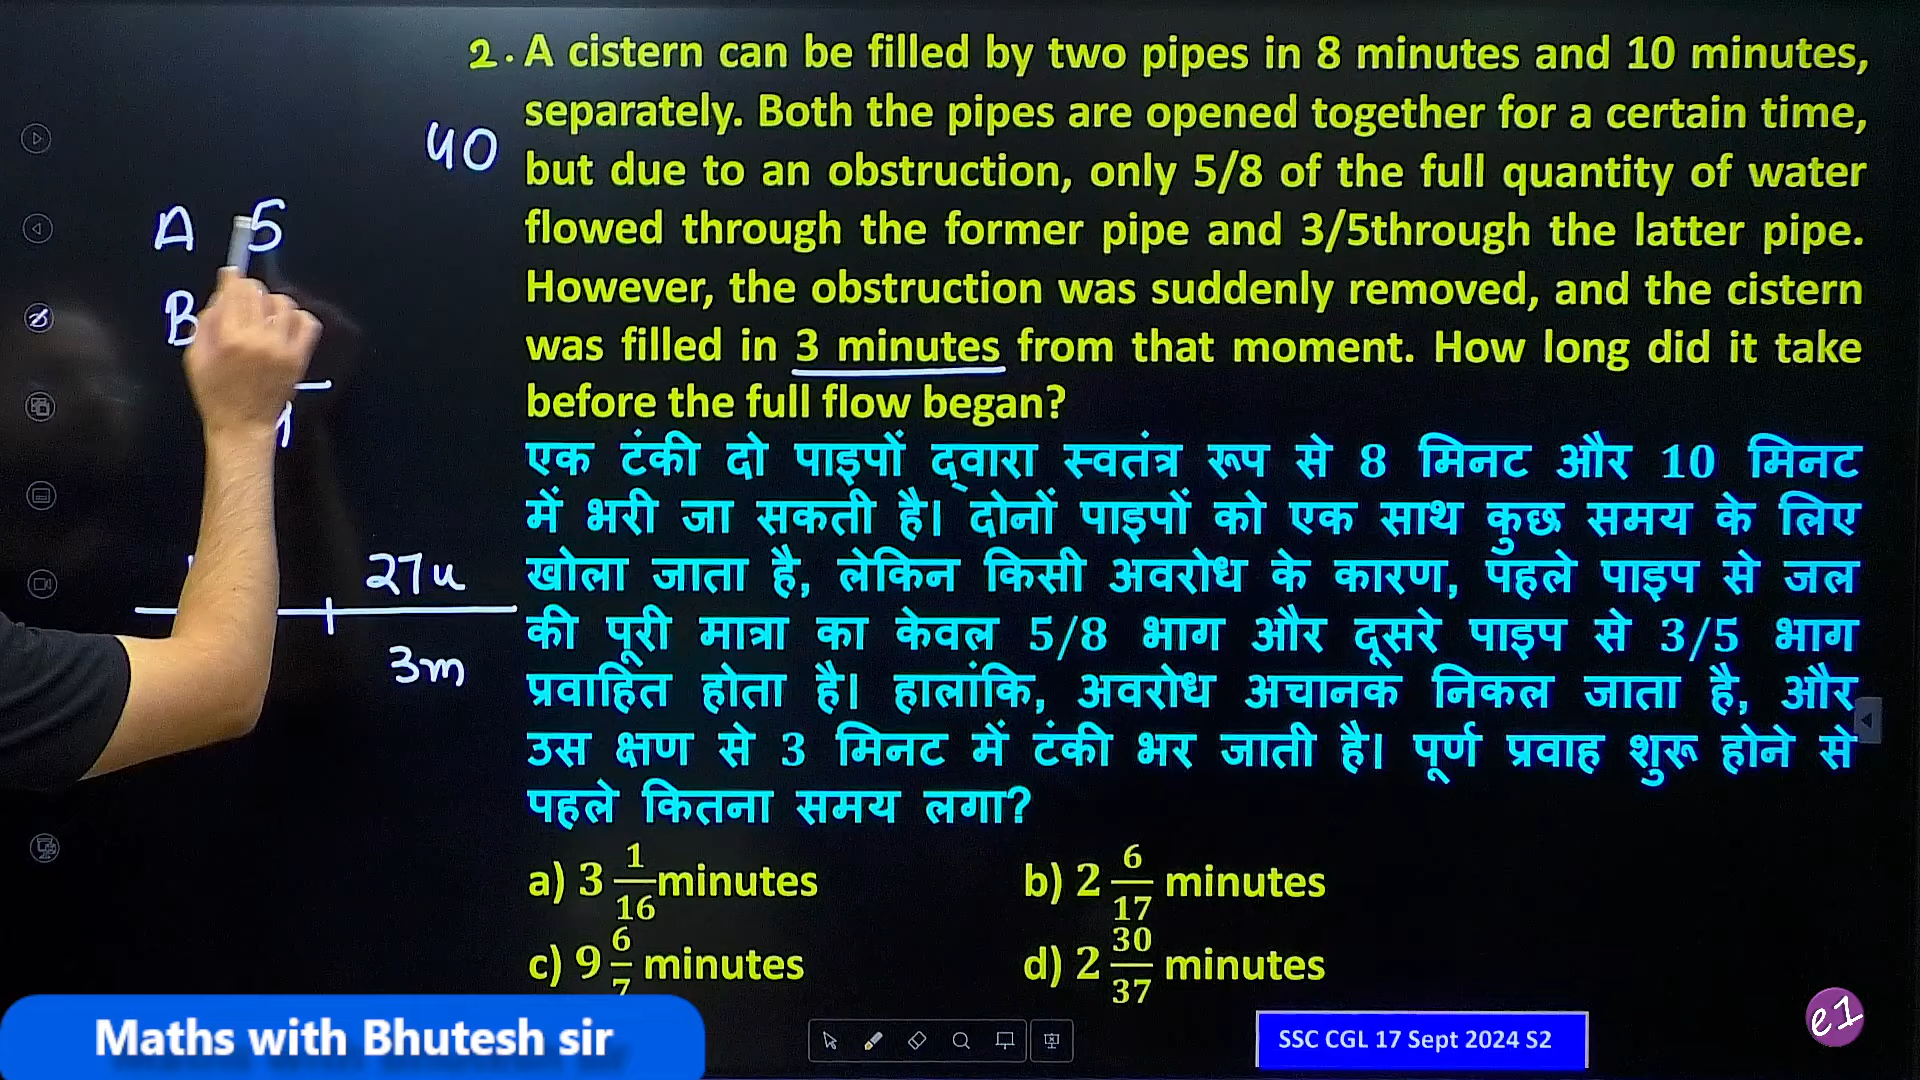 2. A cistern can be filled by two pipes in 8 minutes and 10 minutes,
separately. Both the pipes are opened together for a certain time,
but due to an obstruction, only 5/8 of the full quantity of water
flowed through the former pipe and 3/5through the latter pipe.
However, the obstruction was suddenly removed, and the cistern
was filled in 3 minutes from that moment. How long did it take
before the full flow began?
40
A 5
B
27u
3m
एक टंकी दो पाइपों द्वारा स्वतंत्र रूप से 8 मिनट और 10 मिनट
में भरी जा सकती है। दोनों पाइपों को एक साथ कुछ समय के लिए
खोला जाता है, लेकिन किसी अवरोध के कारण, पहले पाइप से जल
की पूरी मात्रा का केवल 5/8 भाग और दूसरे पाइप से 3/5 भाग
प्रवाहित होता है। हालांकि, अवरोध अचानक निकल जाता है, और
उस क्षण से 3 मिनट में टंकी भर जाती है। पूर्ण प्रवाह शुरू होने से
पहले कितना समय लगा?
a) 3 1/16 minutes b) 2 6/17 minutes
c) 9 6/7 minutes d) 2 30/37 minutes
Maths with Bhutesh sir
SSC CGL 17 Sept 2024 S2
e1